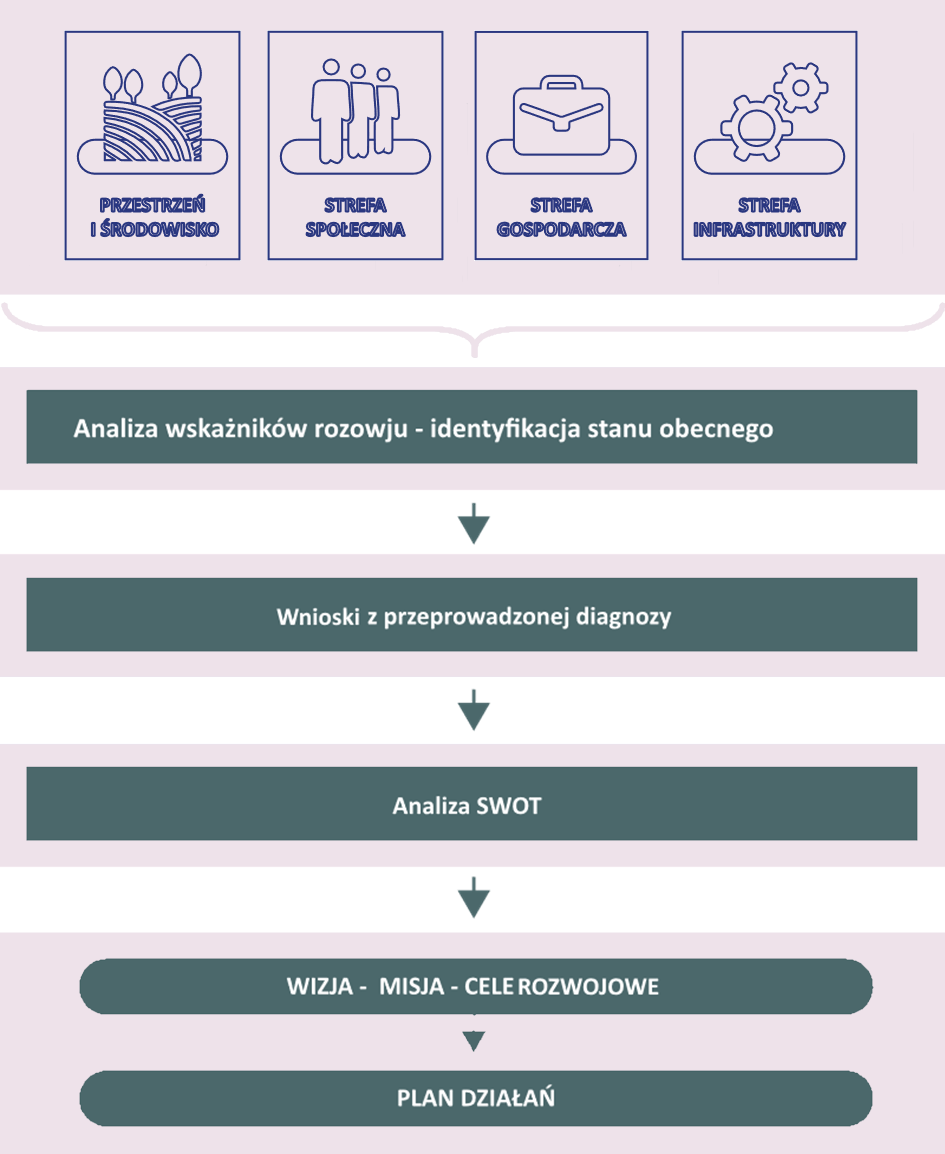 PRZESTRZEŃ
I ŚRODOWISKO
STREFA
SPOŁECZNA
STREFA
GOSPODARCZA
STREFA
INFRASTRUKTURY
Analiza wskażników rozowju - identyfikacja stanu obecnego
Wnioski z przeprowadzonej diagnozy
Analiza SWOT
WIZJA - MISJA - CELE ROZWOJOWE
PLAN DZIAŁAŃ